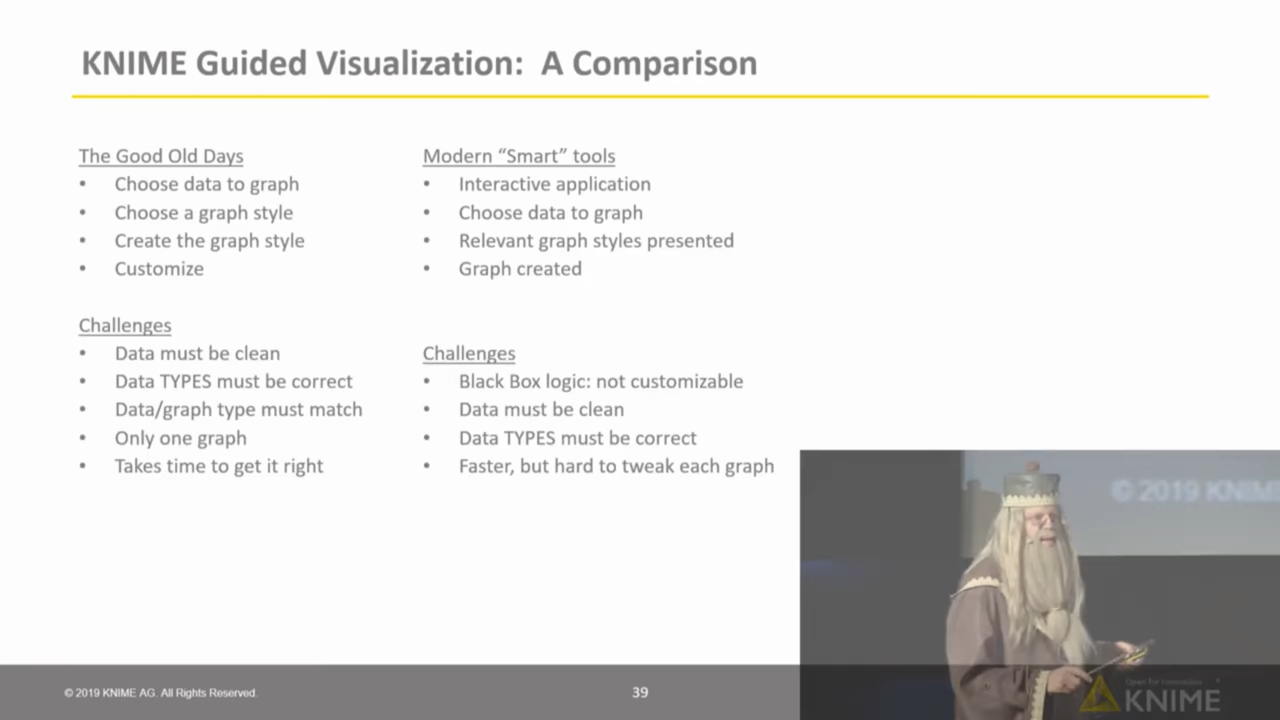 KNIME Guided Visualization: A Comparison
The Good Old Days
• Choose data to graph
• Choose a graph style
• Create the graph style
• Customize
Challenges
• Data must be clean
• Data TYPES must be correct
• Data/graph type must match
• Only one graph
• Takes time to get it right
Modern “Smart” tools
• Interactive application
• Choose data to graph
• Relevant graph styles presented
• Graph created
Challenges
• Black Box logic: not customizable
• Data must be clean
• Data TYPES must be correct
• Faster, but hard to tweak each graph
© 2019 KNIME
© 2019 KNIME AG. All Rights Reserved.
39
Open for Innovation
KNIME